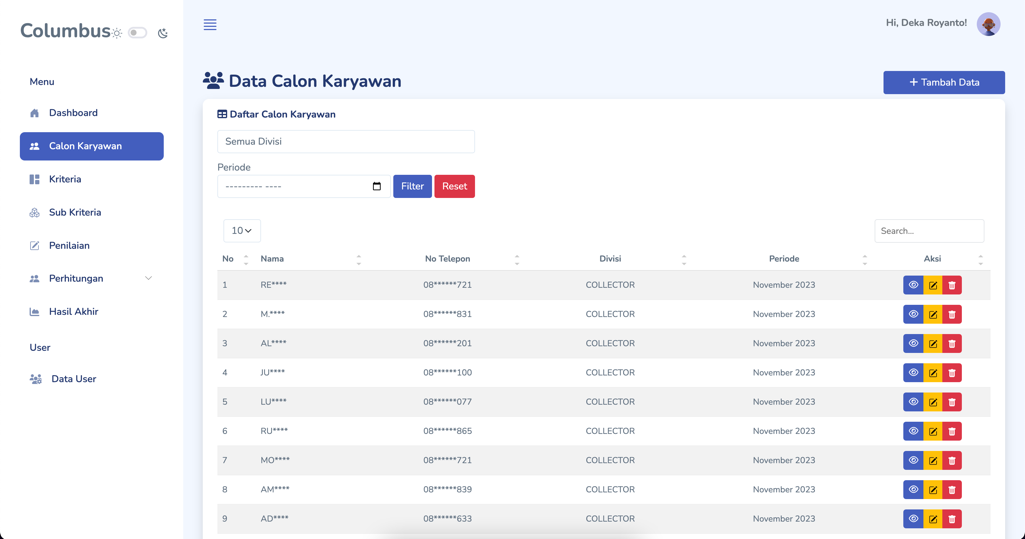 Columbus
Hi, Deka Royanto!
Menu
Dashboard
Calon Karyawan
Kriteria
Sub Kriteria
Penilaian
Perhitungan
Hasil Akhir
User
Data User
Data Calon Karyawan
+ Tambah Data
Daftar Calon Karyawan
Semua Divisi
Periode
--------- ----
Filter
Reset
10
Search...
No Nama No Telepon Divisi Periode Aksi
1 RE**** 08******721 COLLECTOR November 2023
2 M.**** 08******831 COLLECTOR November 2023
3 AL**** 08******201 COLLECTOR November 2023
4 JU**** 08******100 COLLECTOR November 2023
5 LU**** 08******077 COLLECTOR November 2023
6 RU**** 08******865 COLLECTOR November 2023
7 MO**** 08******721 COLLECTOR November 2023
8 AM**** 08******839 COLLECTOR November 2023
9 AD**** 08******633 COLLECTOR November 2023